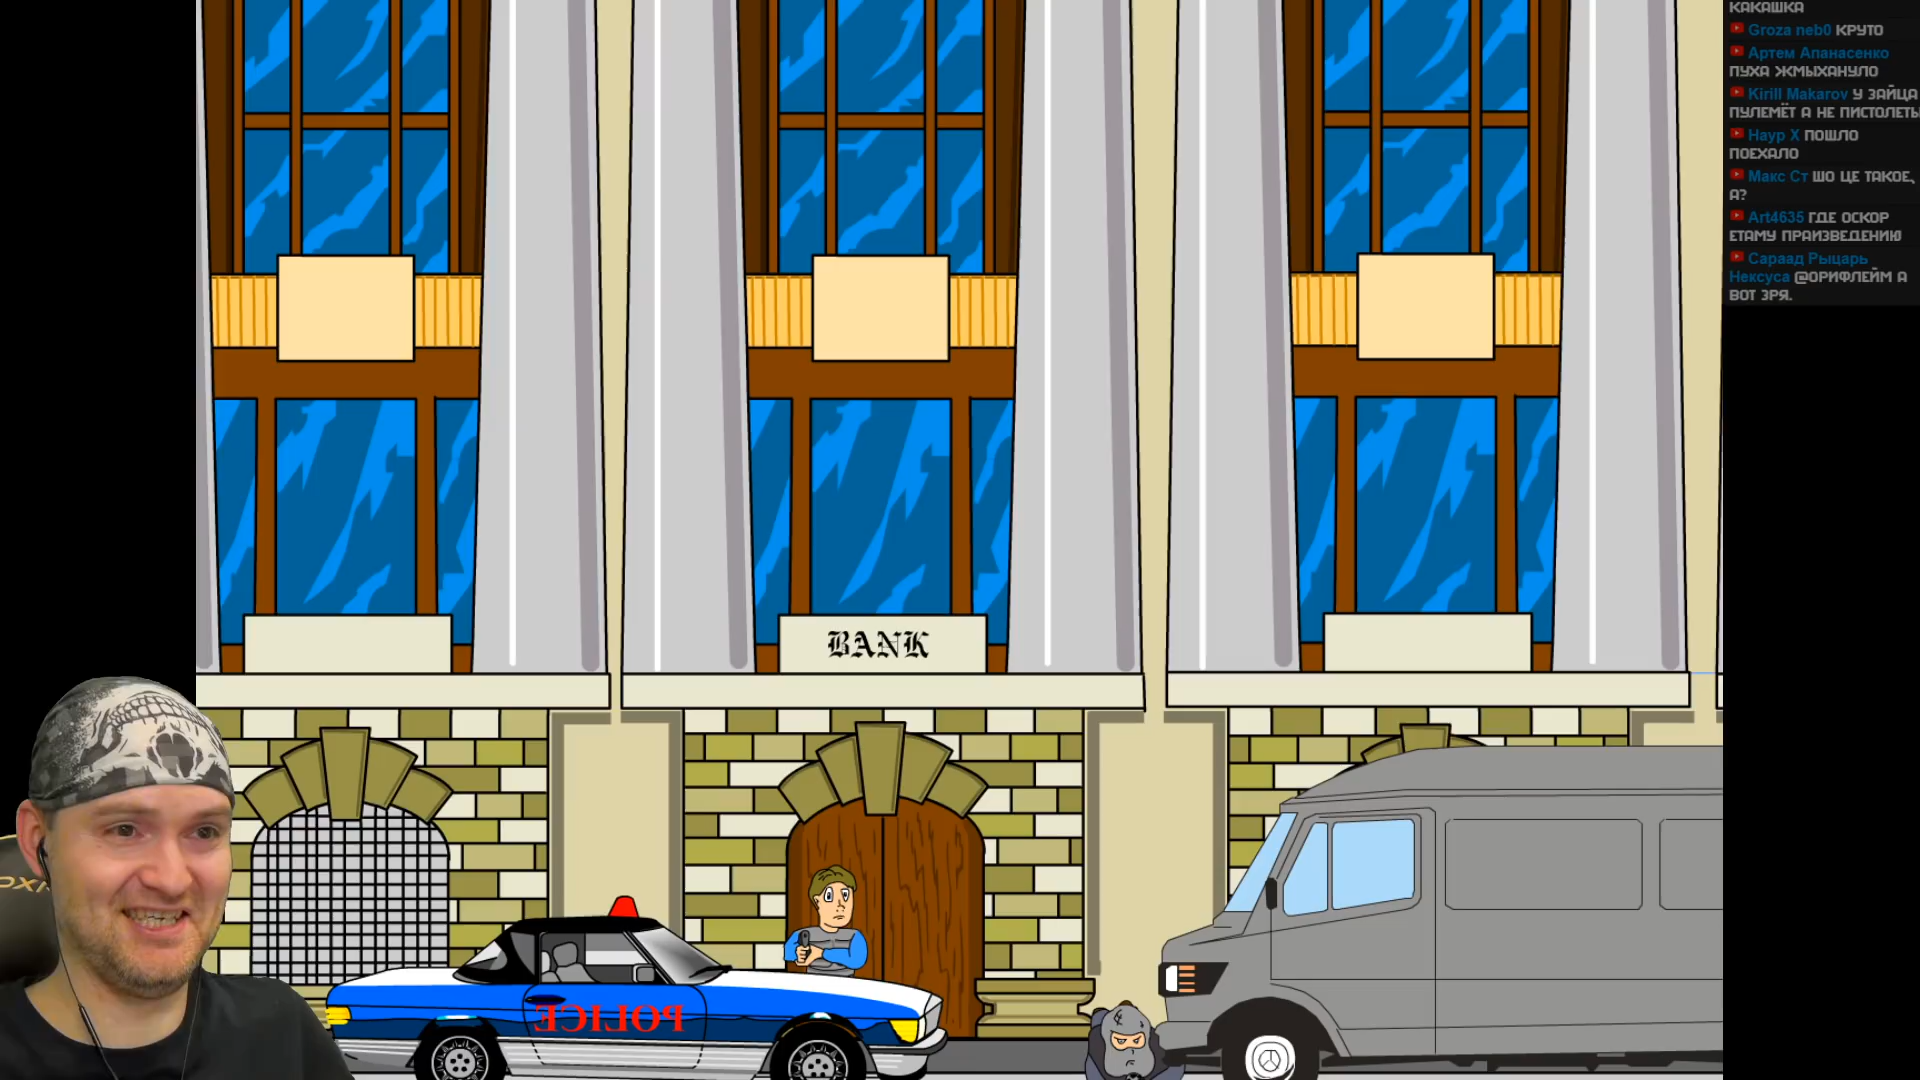 КАКАШКА
Groza neb0 КРУТО
Артем Апанасенко
ПУХА ЖМЫХАНУЛО
Kirill Makarov У ЗАЙЦА
ПУЛЕМЁТ А НЕ ПИСТОЛЕТЫ
Наур Х ПОШЛО
ПОЕХАЛО
Макс Ст ШО ЦЕ ТАКОЕ,
А?
Art4635 ГДЕ ОСКОР
ЕТАМУ ПРАИЗВЕДЕНИЮ
Сараад Рыцарь
Нексуса @ОРИФЛЕЙМ А
ВОТ ЗРЯ.
BANK
POLICE